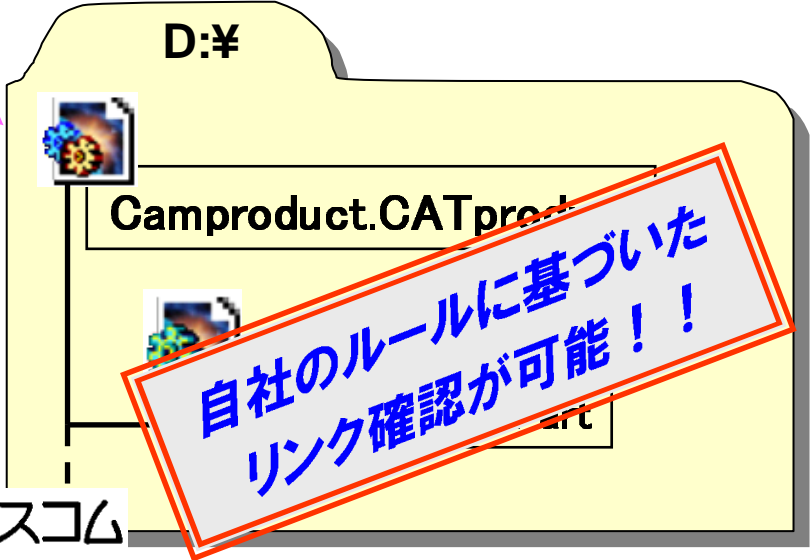 D:¥
Camproduct.CATprod
自社のルールに基づいた
リンク確認が可能！！
art
スコム